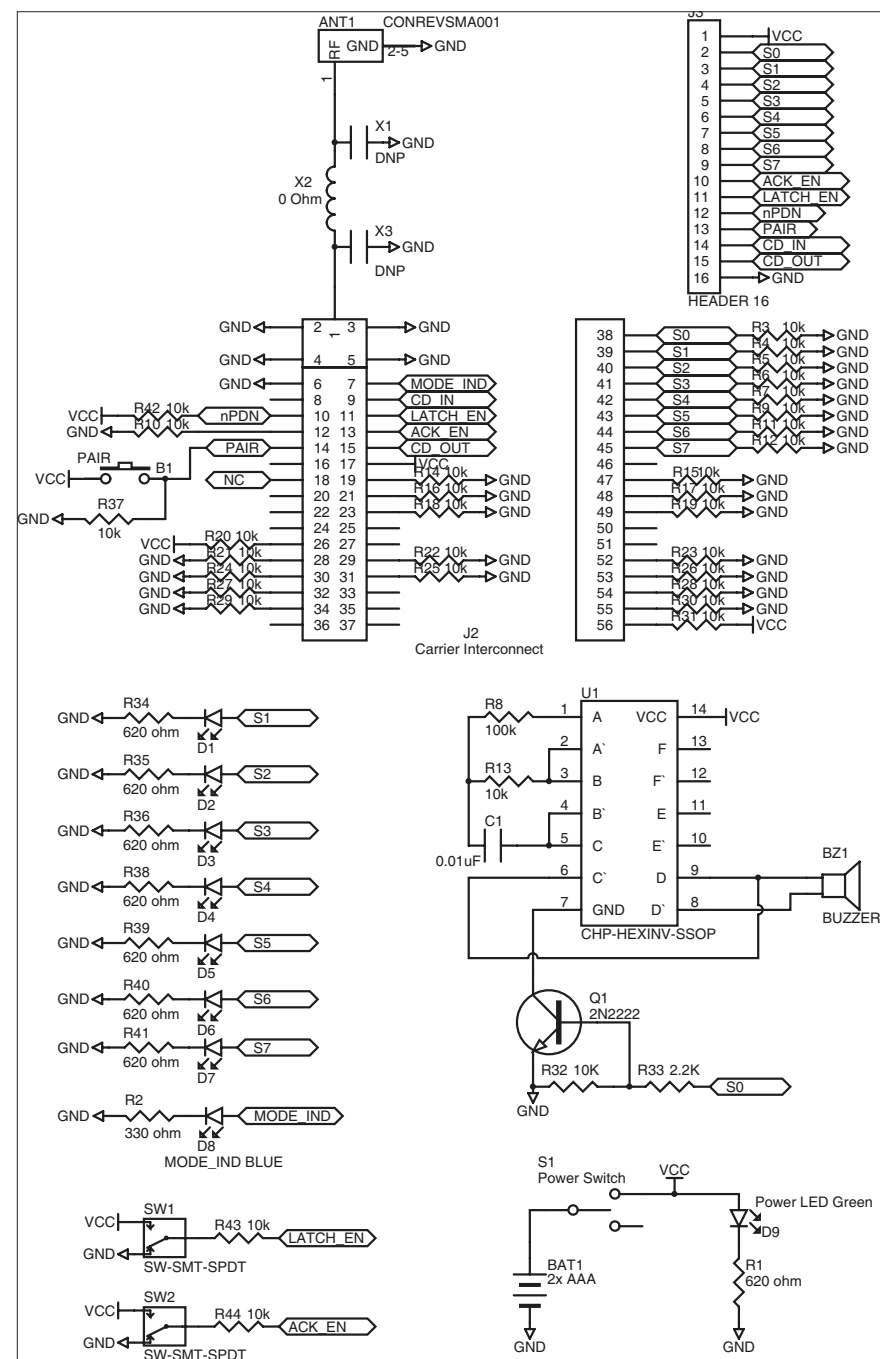 ANT1 CONREVSMA001
RF GND 2-5 GND
1
X1
GND
DNP
X2
0 Ohm
X3
GND
DNP
J3
1 VCC
2 S0
3 S1
4 S2
5 S3
6 S4
7 S5
8 S6
9 S7
10 ACK_EN
11 LATCH_EN
12 nPDN
13 PAIR
14 CD_IN
15 CD_OUT
16 GND
HEADER 16
GND 2 1 3 GND
GND 4 5 GND
GND 6 7 MODE_IND
8 9 CD_IN
VCC R42 10k nPDN 10 11 LATCH_EN
GND R10 10k 12 13 ACK_EN
PAIR 14 15 CD_OUT
16 17 VCC
PAIR
VCC B1
NC 18 19 R14 10k GND
20 21 R16 10k GND
22 23 R18 10k GND
R37
GND 10k
24 25
VCC R20 10k 26 27
GND R21 10k 28 29 R22 10k GND
GND R24 10k 30 31 R25 10k GND
GND R27 10k 32 33
GND R29 10k 34 35
36 37
J2
Carrier Interconnect
38 S0 R3 10k GND
39 S1 R4 10k GND
40 S2 R5 10k GND
41 S3 R6 10k GND
42 S4 R7 10k GND
43 S5 R9 10k GND
44 S6 R11 10k GND
45 S7 R12 10k GND
46
47 R15 10k GND
48 R17 10k GND
49 R19 10k GND
50
51
52 R23 10k GND
53 R26 10k GND
54 R28 10k GND
55 R30 10k GND
56 R31 10k VCC
R34
GND 620 ohm D1 S1
R35
GND 620 ohm D2 S2
R36
GND 620 ohm D3 S3
R38
GND 620 ohm D4 S4
R39
GND 620 ohm D5 S5
R40
GND 620 ohm D6 S6
R41
GND 620 ohm D7 S7
R2
GND 330 ohm D8 MODE_IND
MODE_IND BLUE
SW1
VCC
GND
R43 10k LATCH_EN
SW-SMT-SPDT
SW2
VCC
GND
R44 10k ACK_EN
SW-SMT-SPDT
U1
R8
100k
R13
10k
C1
0.01uF
1 A VCC 14 VCC
2 A` F 13
3 B F` 12
4 B` E 11
5 C E` 10
6 C` D 9
7 GND D` 8
CHP-HEXINV-SSOP
BZ1
BUZZER
Q1
2N2222
R32 10K R33 2.2K S0
GND
S1
Power Switch
VCC
Power LED Green
D9
BAT1
2x AAA
R1
620 ohm
GND
GND